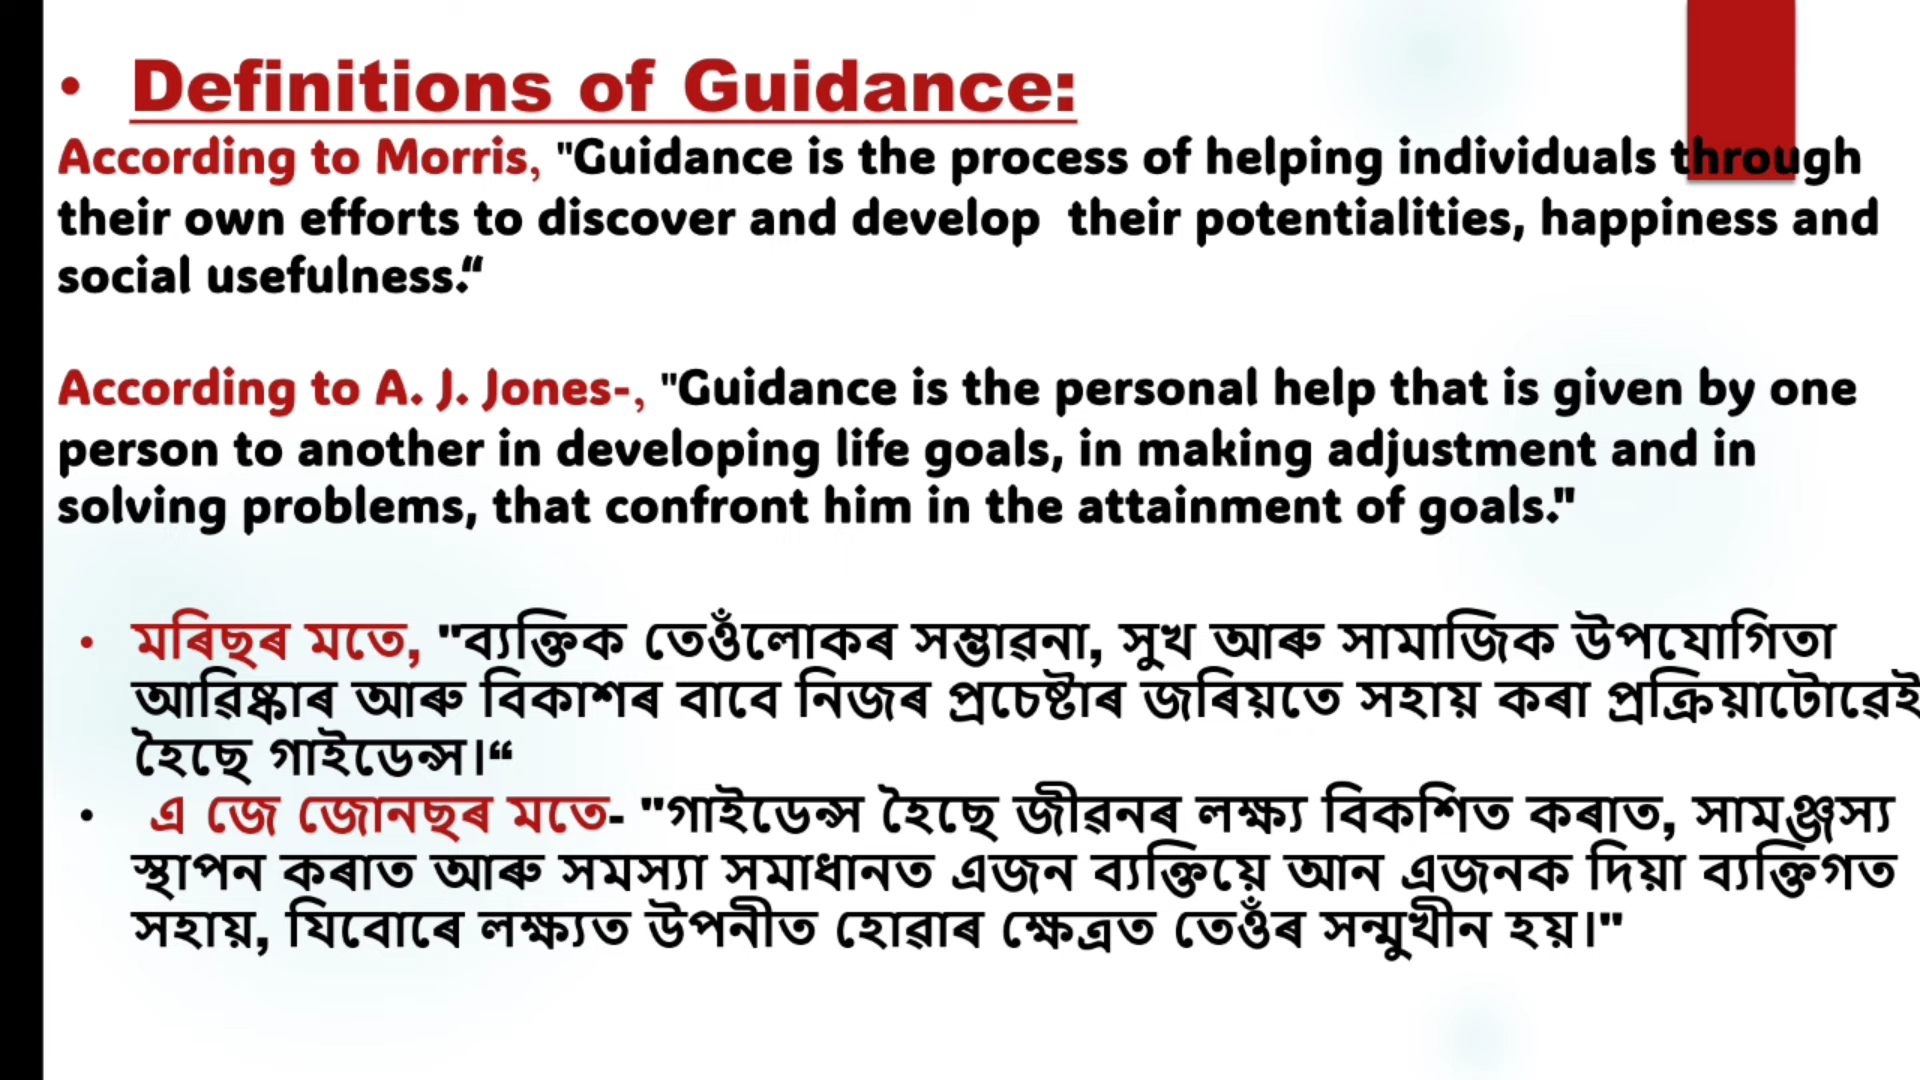 • Definitions of Guidance:
According to Morris, "Guidance is the process of helping individuals through
their own efforts to discover and develop  their potentialities, happiness and
social usefulness.“
According to A. J. Jones-, "Guidance is the personal help that is given by one
person to another in developing life goals, in making adjustment and in
solving problems, that confront him in the attainment of goals."
• মৰিছৰ মতে, "ব্যক্তিক তেওঁলোকৰ সম্ভাৱনা, সুখ আৰু সামাজিক উপযোগিতা
আৱিষ্কাৰ আৰু বিকাশৰ বাবে নিজৰ প্ৰচেষ্টাৰ জৰিয়তে সহায় কৰা প্ৰক্ৰিয়াটোৱেই
হৈছে গাইডেন্স।“
• এ জে জোনছৰ মতে- "গাইডেন্স হৈছে জীৱনৰ লক্ষ্য বিকশিত কৰাত, সামঞ্জস্য
স্থাপন কৰাত আৰু সমস্যা সমাধানত এজন ব্যক্তিয়ে আন এজনক দিয়া ব্যক্তিগত
সহায়, যিবোৰে লক্ষ্যত উপনীত হোৱাৰ ক্ষেত্ৰত তেওঁৰ সন্মুখীন হয়।"